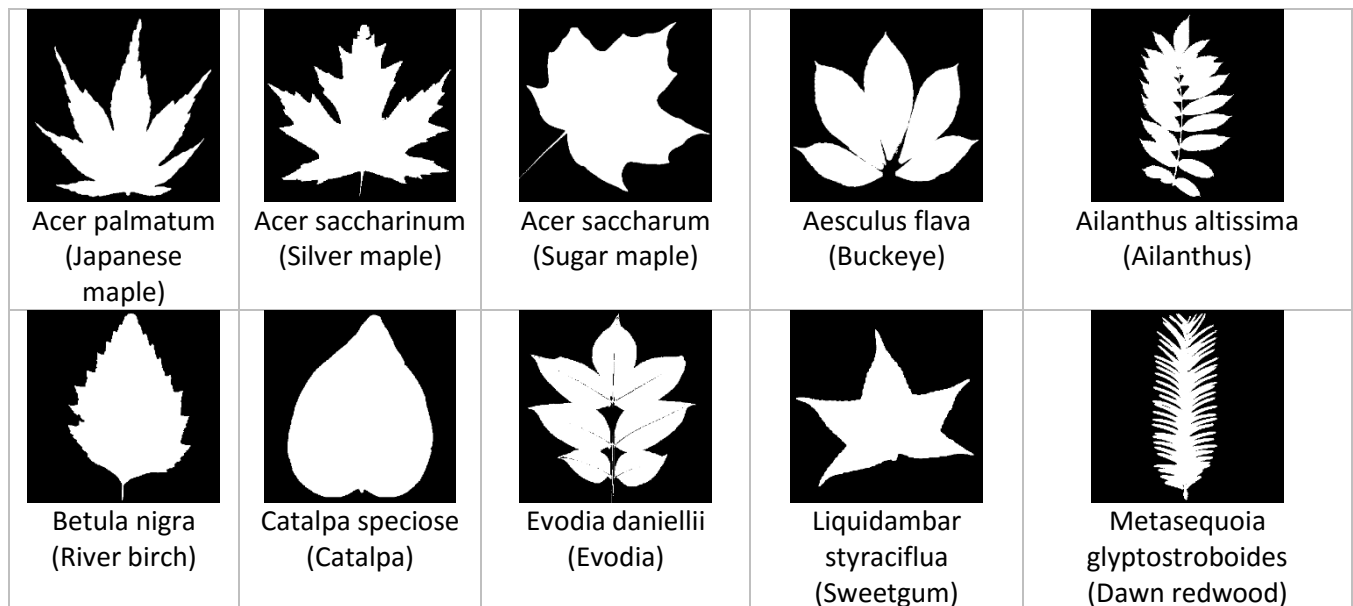 Acer palmatum
(Japanese
maple)
Acer saccharinum
(Silver maple)
Acer saccharum
(Sugar maple)
Aesculus flava
(Buckeye)
Ailanthus altissima
(Ailanthus)
Betula nigra
(River birch)
Catalpa speciose
(Catalpa)
Evodia daniellii
(Evodia)
Liquidambar
styraciflua
(Sweetgum)
Metasequoia
glyptostroboides
(Dawn redwood)